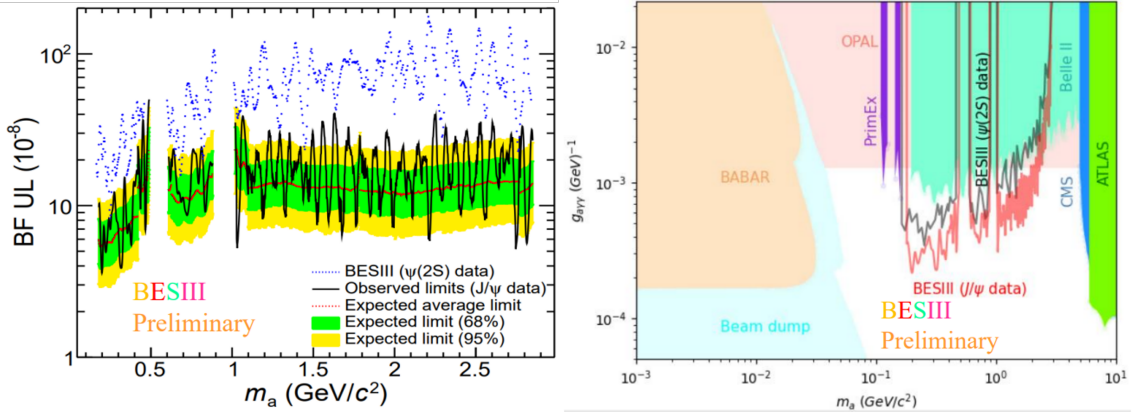 BF UL (10⁻⁸)
10²
10
1
BESIII (ψ(2S) data)
Observed limits (J/ψ data)
Expected average limit
Expected limit (68%)
Expected limit (95%)
BESIII
Preliminary
0.5 1 1.5 2 2.5
mₐ (GeV/c²)
gₐγγ (GeV)⁻¹
10⁻²
10⁻³
10⁻⁴
OPAL
PrimEx
BABAR
Beam dump
BESIII (ψ(2S) data)
Belle II
CMS
ATLAS
BESIII (J/ψ data)
BESIII
Preliminary
10⁻³ 10⁻² 10⁻¹ 10⁰ 10¹
mₐ (GeV/c²)